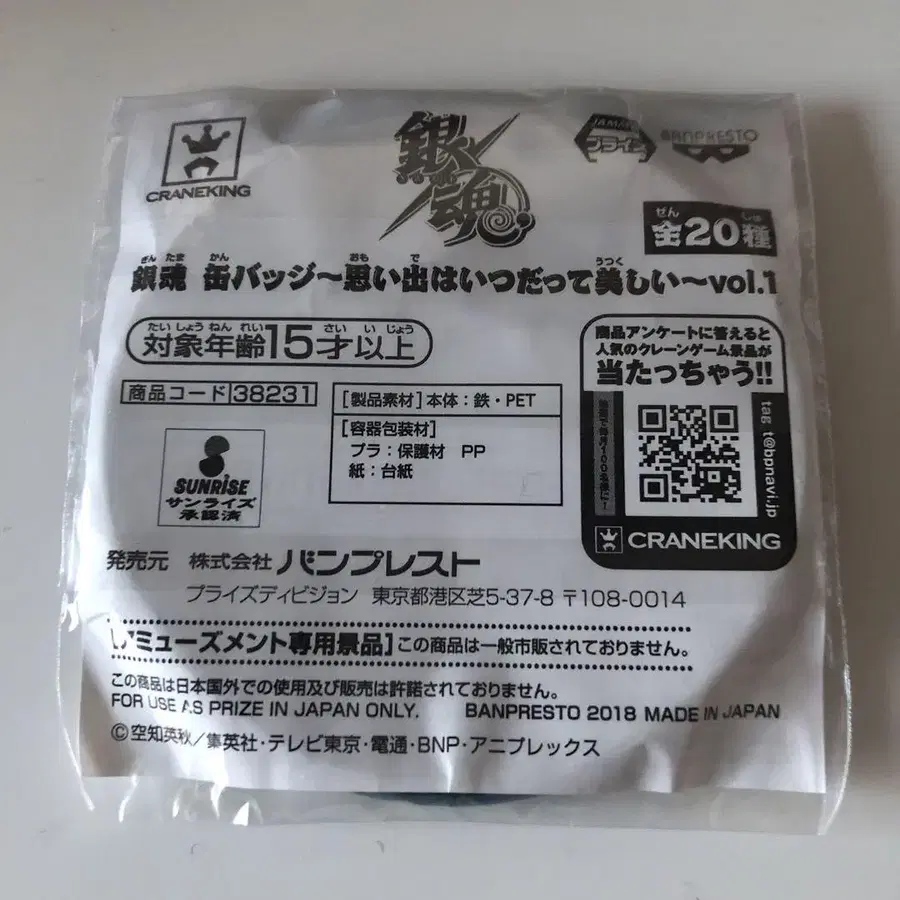 CRANEKING
銀魂
プライズ
BANPRESTO
ぜん しゅ
全20種
ぎん たま かん おも で うつく
銀魂 缶バッジ～思い出はいつだって美しい～vol.1
たいしょうねんれい さい いじょう
対象年齢15才以上
商品コード 38231
[製品素材]本体：鉄・PET
[容器包装材]
プラ：保護材 PP
紙：台紙
SUNRISE
サンライズ
承認済
商品アンケートに答えると
人気のクレーンゲーム景品が
当たっちゃう!!
抽選で毎月100名様に！
tag_t@bpnavi.jp
CRANEKING
発売元 株式会社 バンプレスト
プライズディビジョン 東京都港区芝5-37-8 〒108-0014
[アミューズメント専用景品]この商品は一般市販されておりません。
この商品は日本国外での使用及び販売は許諾されておりません。
FOR USE AS PRIZE IN JAPAN ONLY. BANPRESTO 2018 MADE IN JAPAN
©空知英秋／集英社・テレビ東京・電通・BNP・アニプレックス